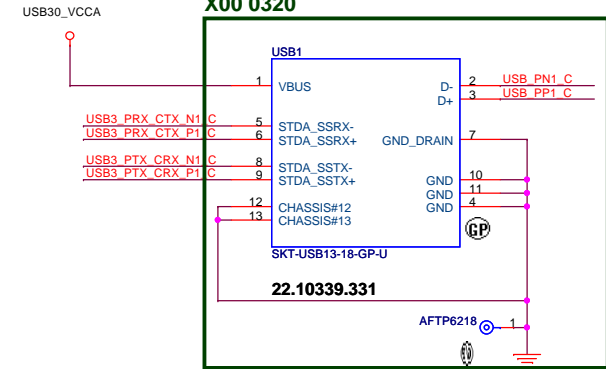 X00 0320
USB30_VCCA
USB1
1 VBUS D- 2 USB_PN1_C
D+ 3 USB_PP1_C
USB3_PRX_CTX_N1_C 5 STDA_SSRX-
USB3_PRX_CTX_P1_C 6 STDA_SSRX+ GND_DRAIN 7
USB3_PTX_CRX_N1_C 8 STDA_SSTX-
USB3_PTX_CRX_P1_C 9 STDA_SSTX+ GND 10
GND 11
12 CHASSIS#12 GND 4
13 CHASSIS#13
GP
SKT-USB13-18-GP-U
22.10339.331
AFTP6218 1